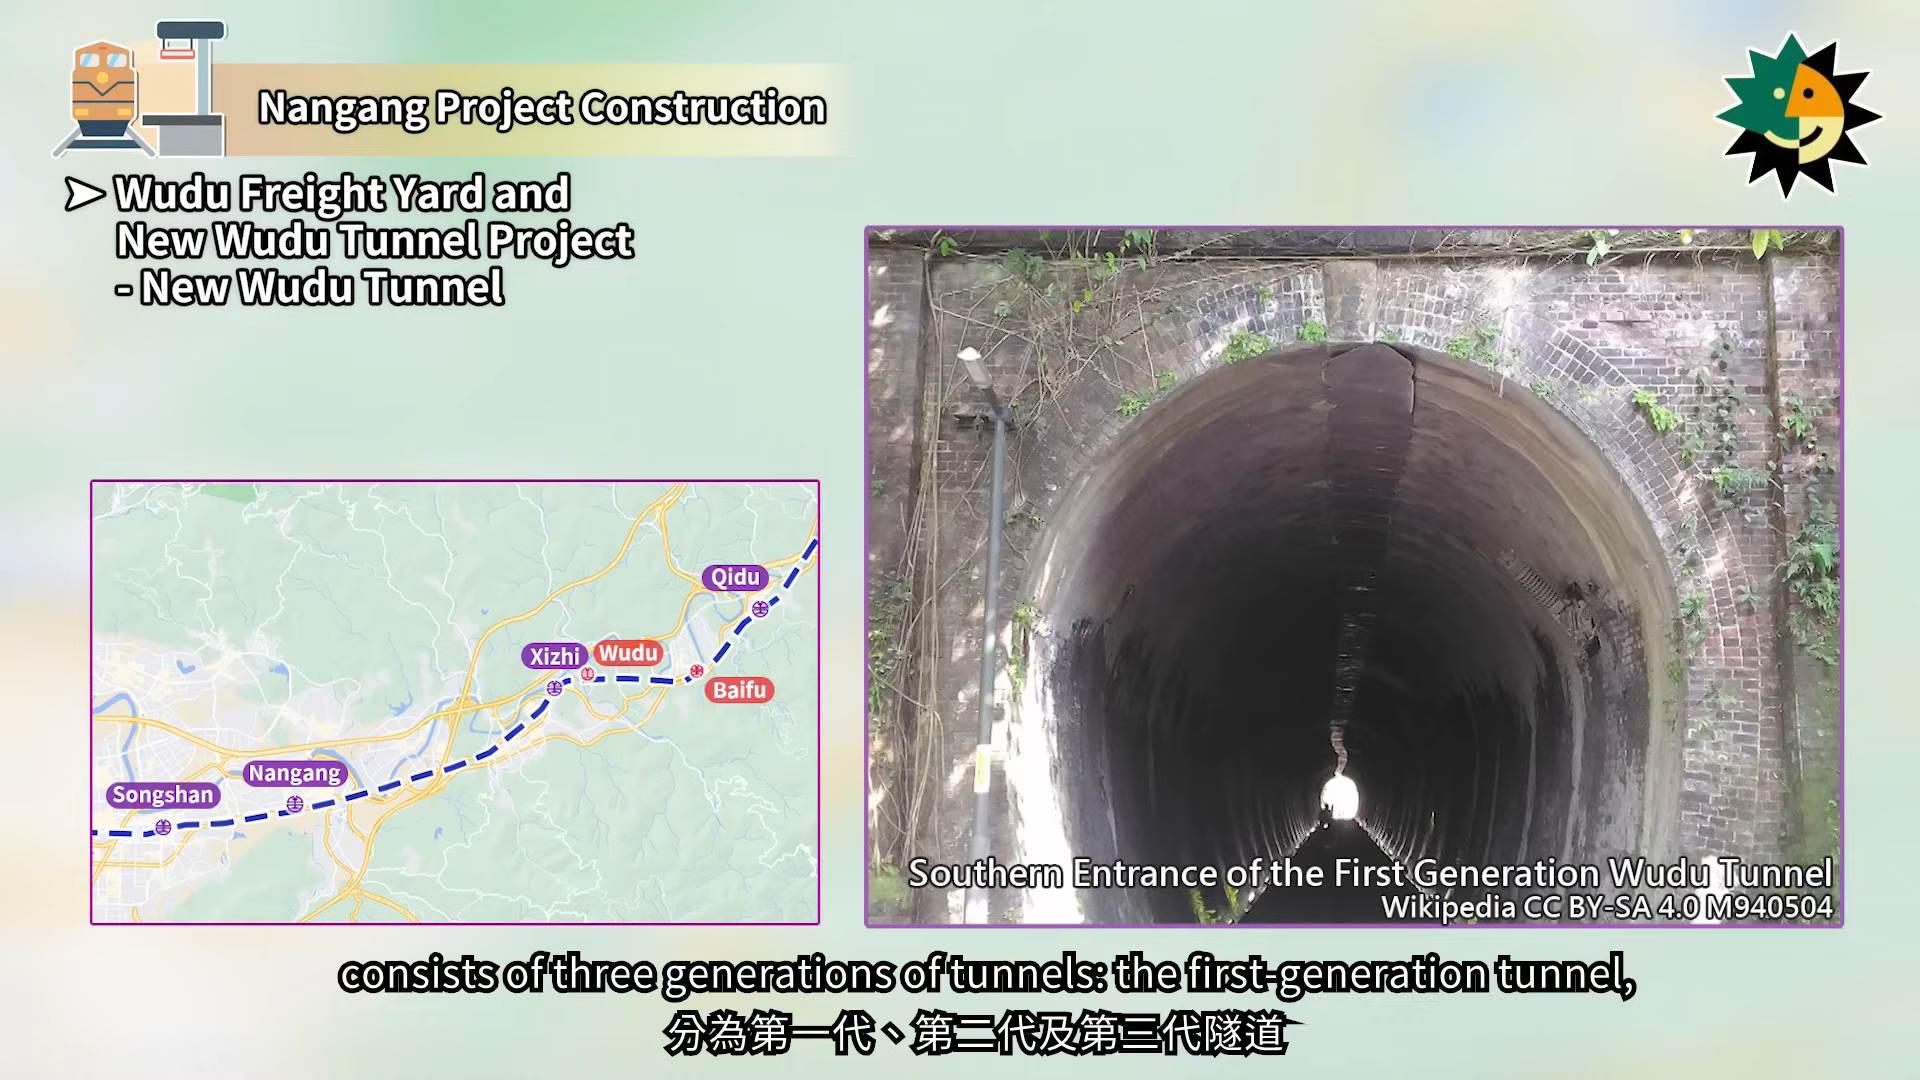 Nangang Project Construction
➤ Wudu Freight Yard and
New Wudu Tunnel Project
- New Wudu Tunnel
Qidu
Xizhi
Wudu
Baifu
Nangang
Songshan
Southern Entrance of the First Generation Wudu Tunnel
Wikipedia CC BY-SA 4.0 M940504
consists of three generations of tunnels: the first-generation tunnel,
分為第一代、第二代及第三代隧道